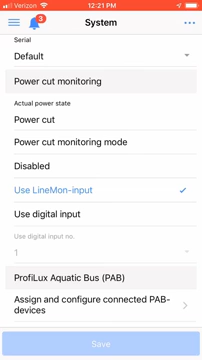 Verizon
12:21 PM
3
System
Serial
Default
Power cut monitoring
Actual power state
Power cut
Power cut monitoring mode
Disabled
Use LineMon-input
Use digital input
Use digital input no.
1
ProfiLux Aquatic Bus (PAB)
Assign and configure connected PAB-
devices
Save